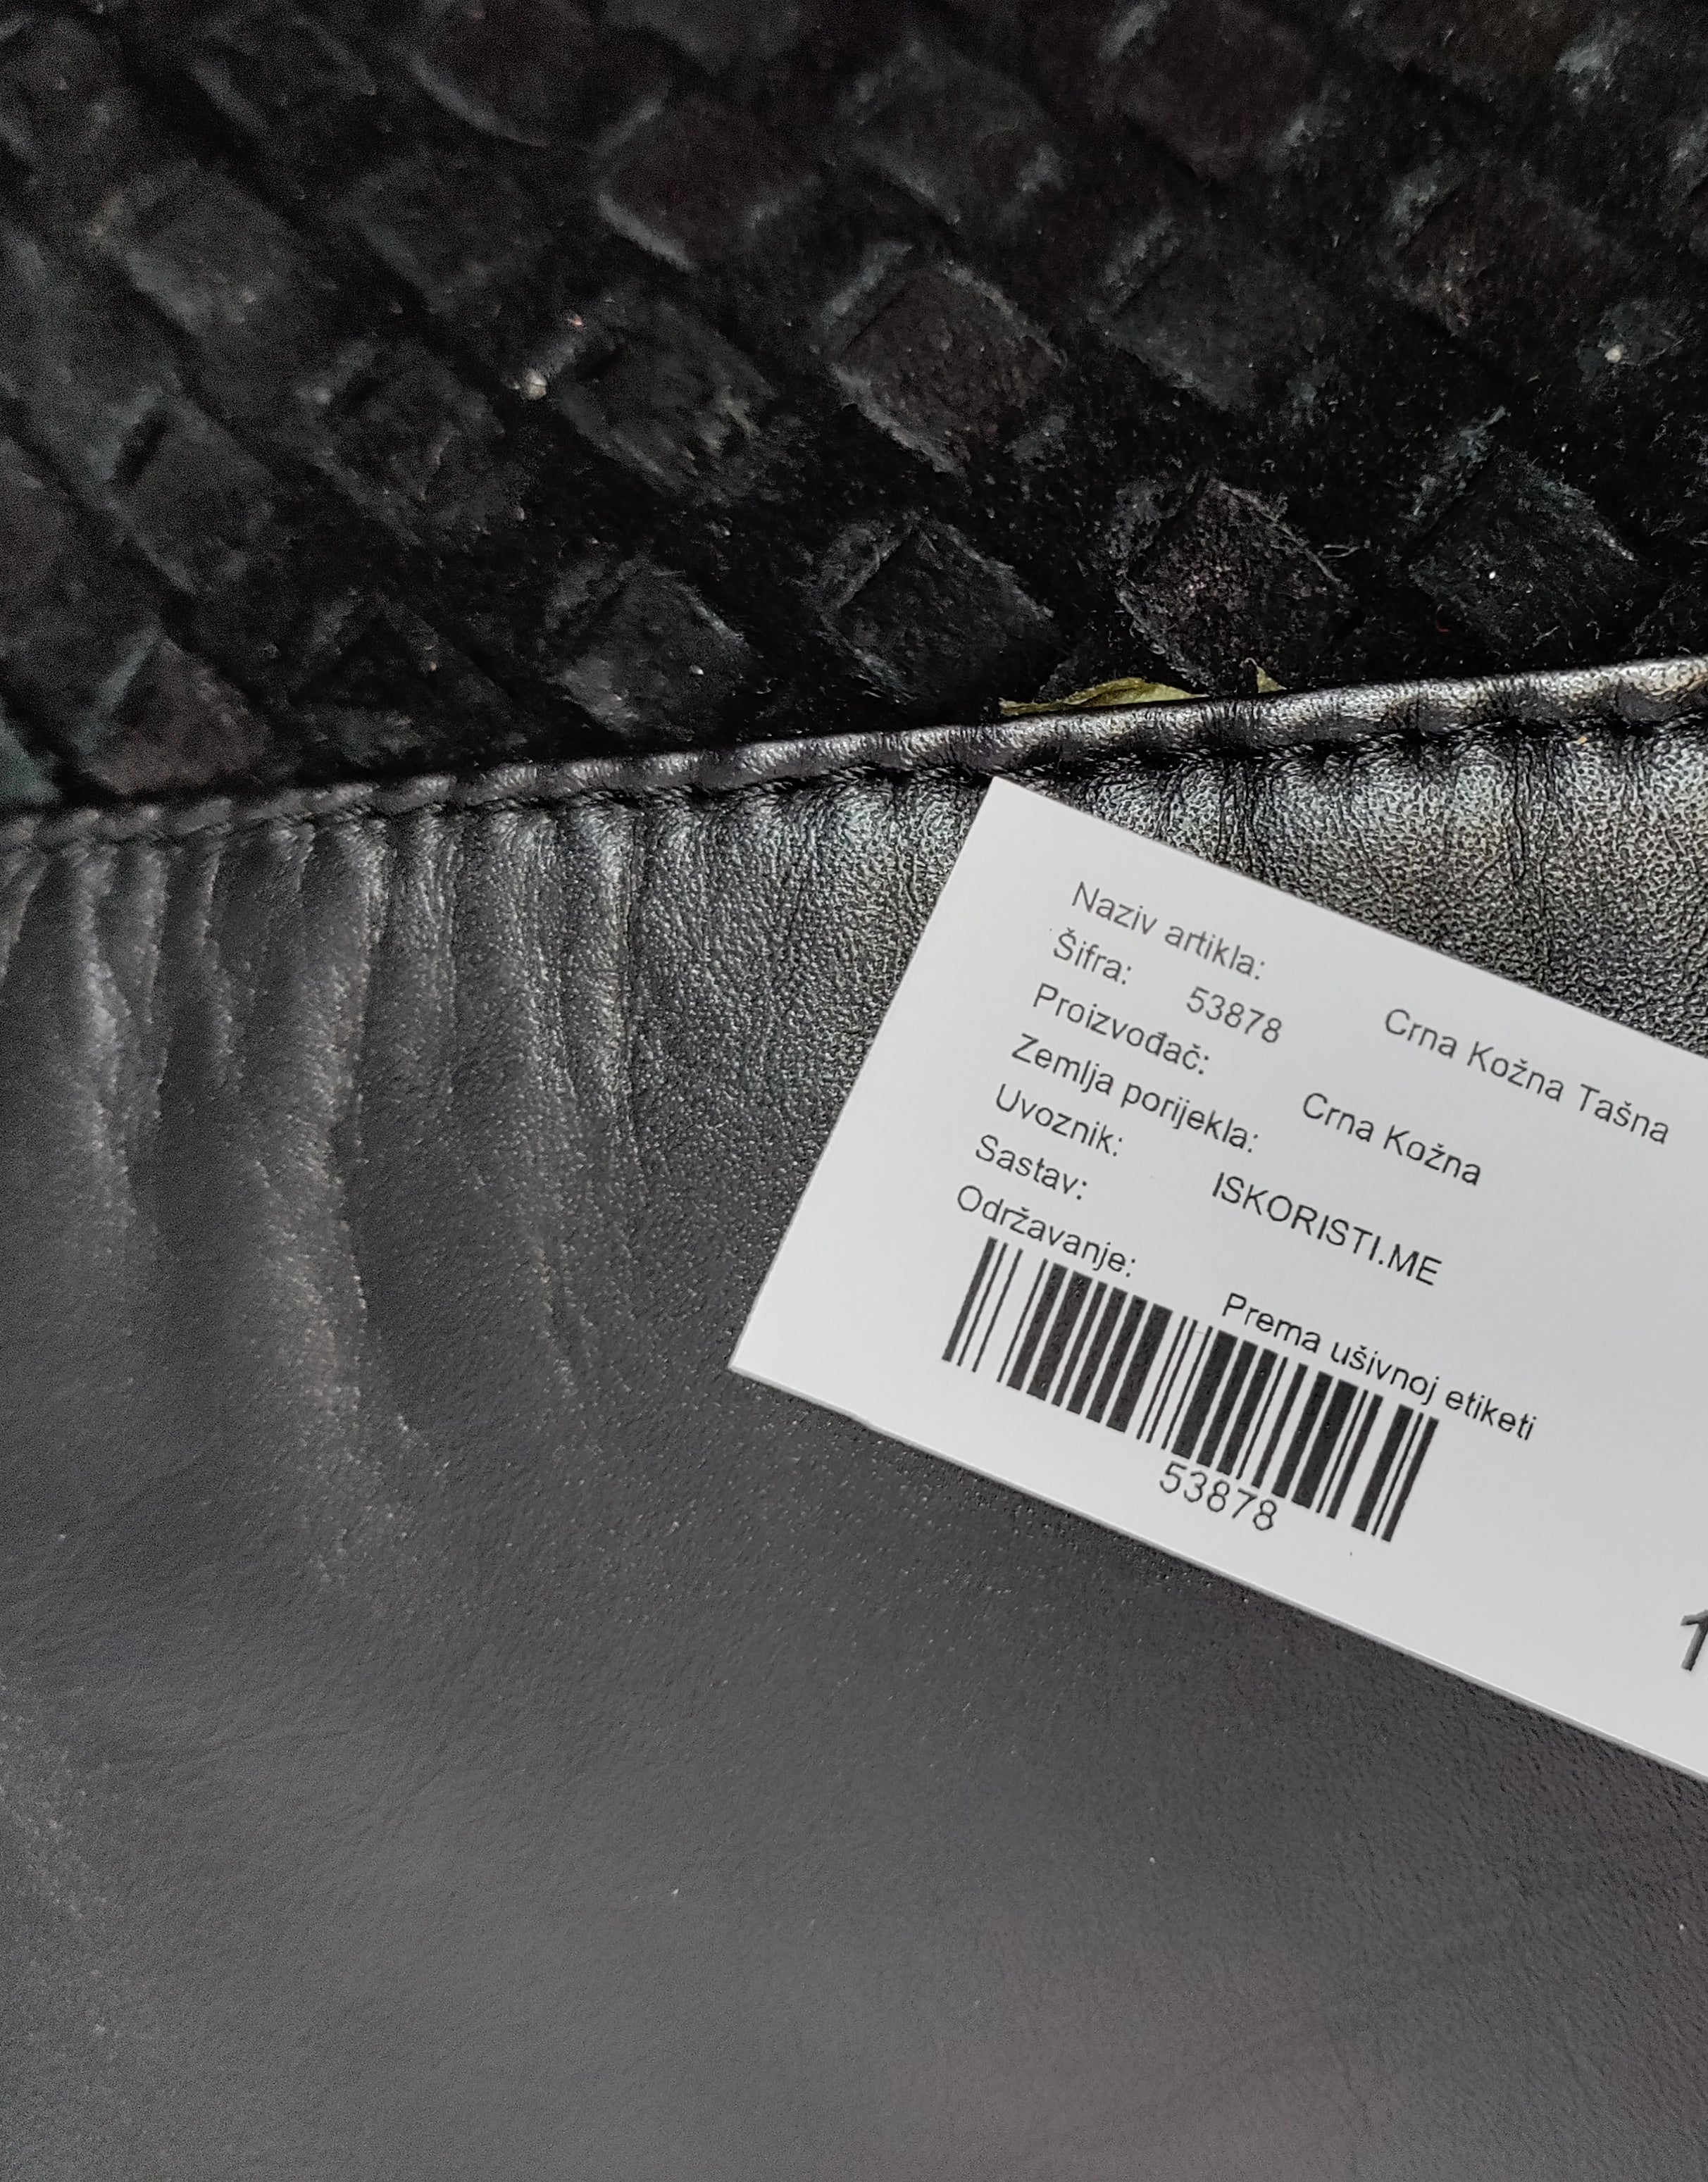 Naziv artikla: Crna Kožna Tašna
Šifra: 53878
Proizvođač: Crna Kožna
Zemlja porijekla:
Uvoznik: ISKORISTI.ME
Sastav:
Održavanje: Prema ušivnoj etiketi
53878
1